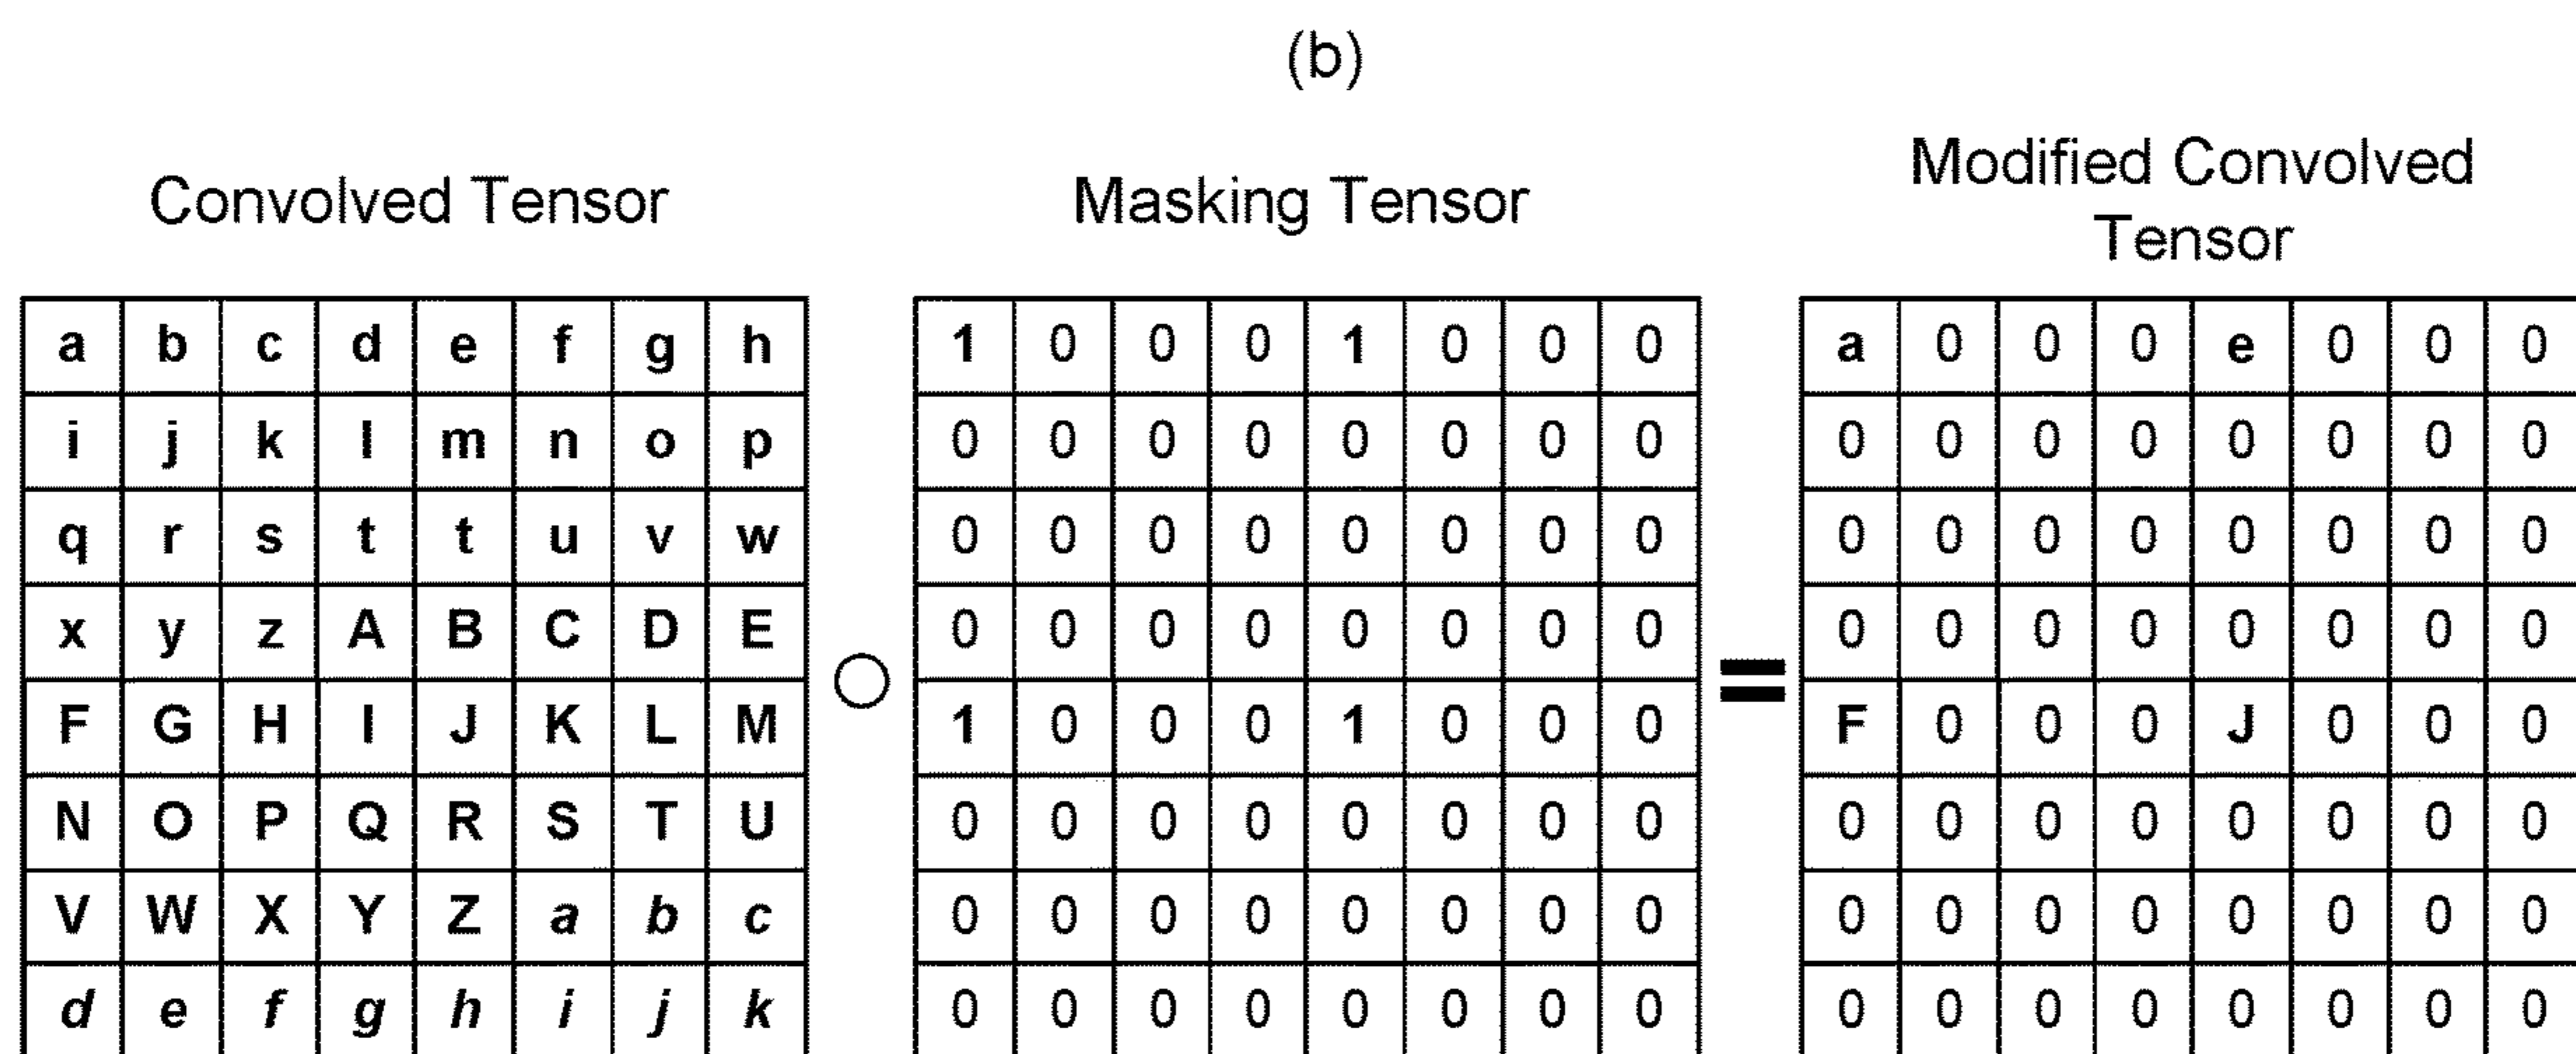 (b)
Convolved Tensor
Masking Tensor
Modified Convolved
Tensor
a b c d e f g h
i j k l m n o p
q r s t t u v w
x y z A B C D E
F G H I J K L M
N O P Q R S T U
V W X Y Z a b c
d e f g h i j k
○
1 0 0 0 1 0 0 0
0 0 0 0 0 0 0 0
0 0 0 0 0 0 0 0
0 0 0 0 0 0 0 0
1 0 0 0 1 0 0 0
0 0 0 0 0 0 0 0
0 0 0 0 0 0 0 0
0 0 0 0 0 0 0 0
=
a 0 0 0 e 0 0 0
0 0 0 0 0 0 0 0
0 0 0 0 0 0 0 0
0 0 0 0 0 0 0 0
F 0 0 0 J 0 0 0
0 0 0 0 0 0 0 0
0 0 0 0 0 0 0 0
0 0 0 0 0 0 0 0